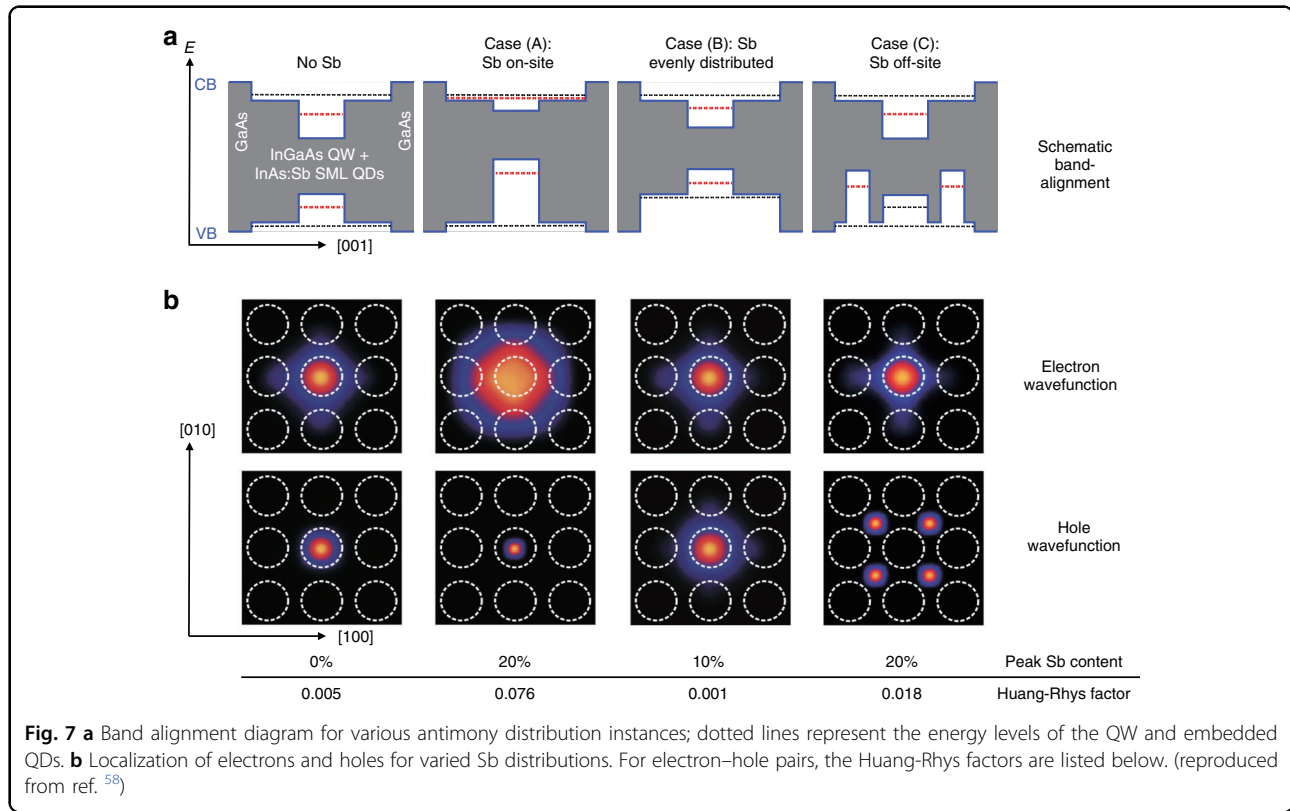 a
E
No Sb
Case (A):
Sb on-site
Case (B): Sb
evenly distributed
Case (C):
Sb off-site
CB
GaAs
GaAs
InGaAs QW +
InAs:Sb SML QDs
Schematic
band-
alignment
VB
[001]
b
Electron
wavefunction
[010]
Hole
wavefunction
[100]
0% 20% 10% 20% Peak Sb content
0.005 0.076 0.001 0.018 Huang-Rhys factor
Fig. 7 a Band alignment diagram for various antimony distribution instances; dotted lines represent the energy levels of the QW and embedded
QDs. b Localization of electrons and holes for varied Sb distributions. For electron–hole pairs, the Huang-Rhys factors are listed below. (reproduced
from ref. 58)